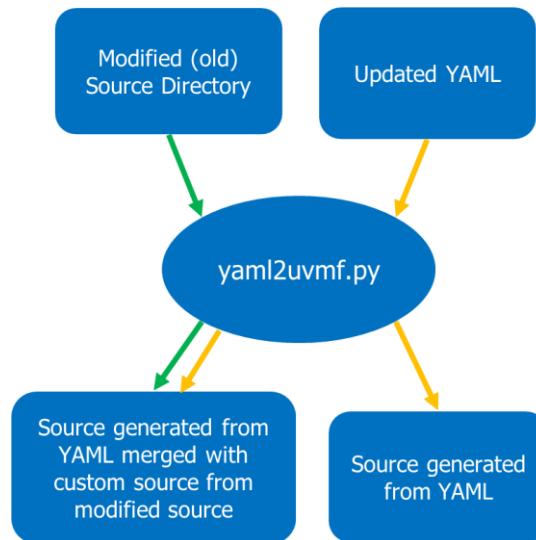 Modified (old)
Source Directory
Updated YAML
yaml2uvmf.py
Source generated from
YAML merged with
custom source from
modified source
Source generated
from YAML